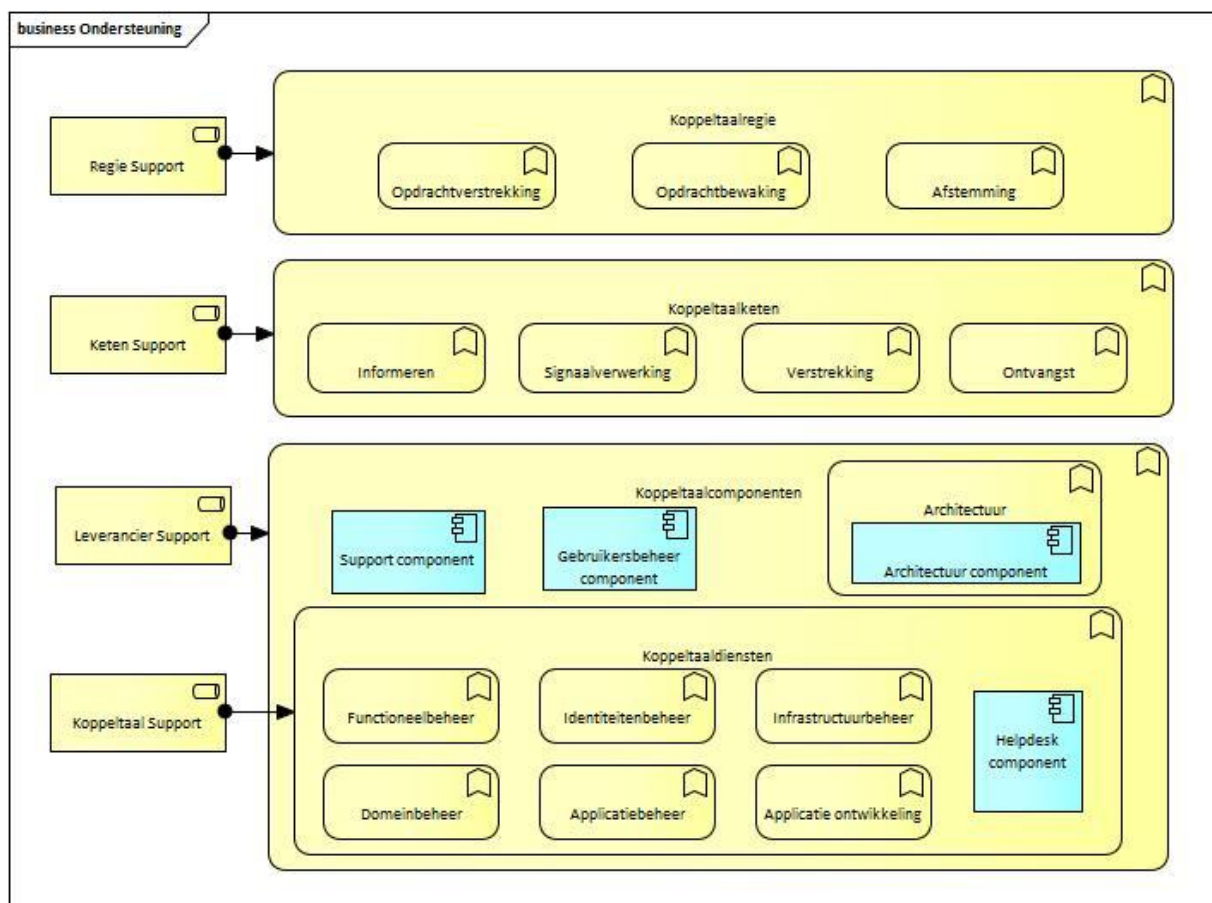 business Ondersteuning
Koppeltaalregie
Regie Support
Opdrachtverstrekking
Opdrachtbewaking
Afstemming
Koppeltaalketen
Keten Support
Informeren
Signaalverwerking
Verstrekking
Ontvangst
Koppeltaalcomponenten
Architectuur
Leverancier Support
Support component
Gebruikersbeheer
component
Architectuur component
Koppeltaaldiensten
Koppeltaal Support
Functioneelbeheer
Identiteitenbeheer
Infrastructuurbeheer
Helpdesk
component
Domeinbeheer
Applicatiebeheer
Applicatie ontwikkeling